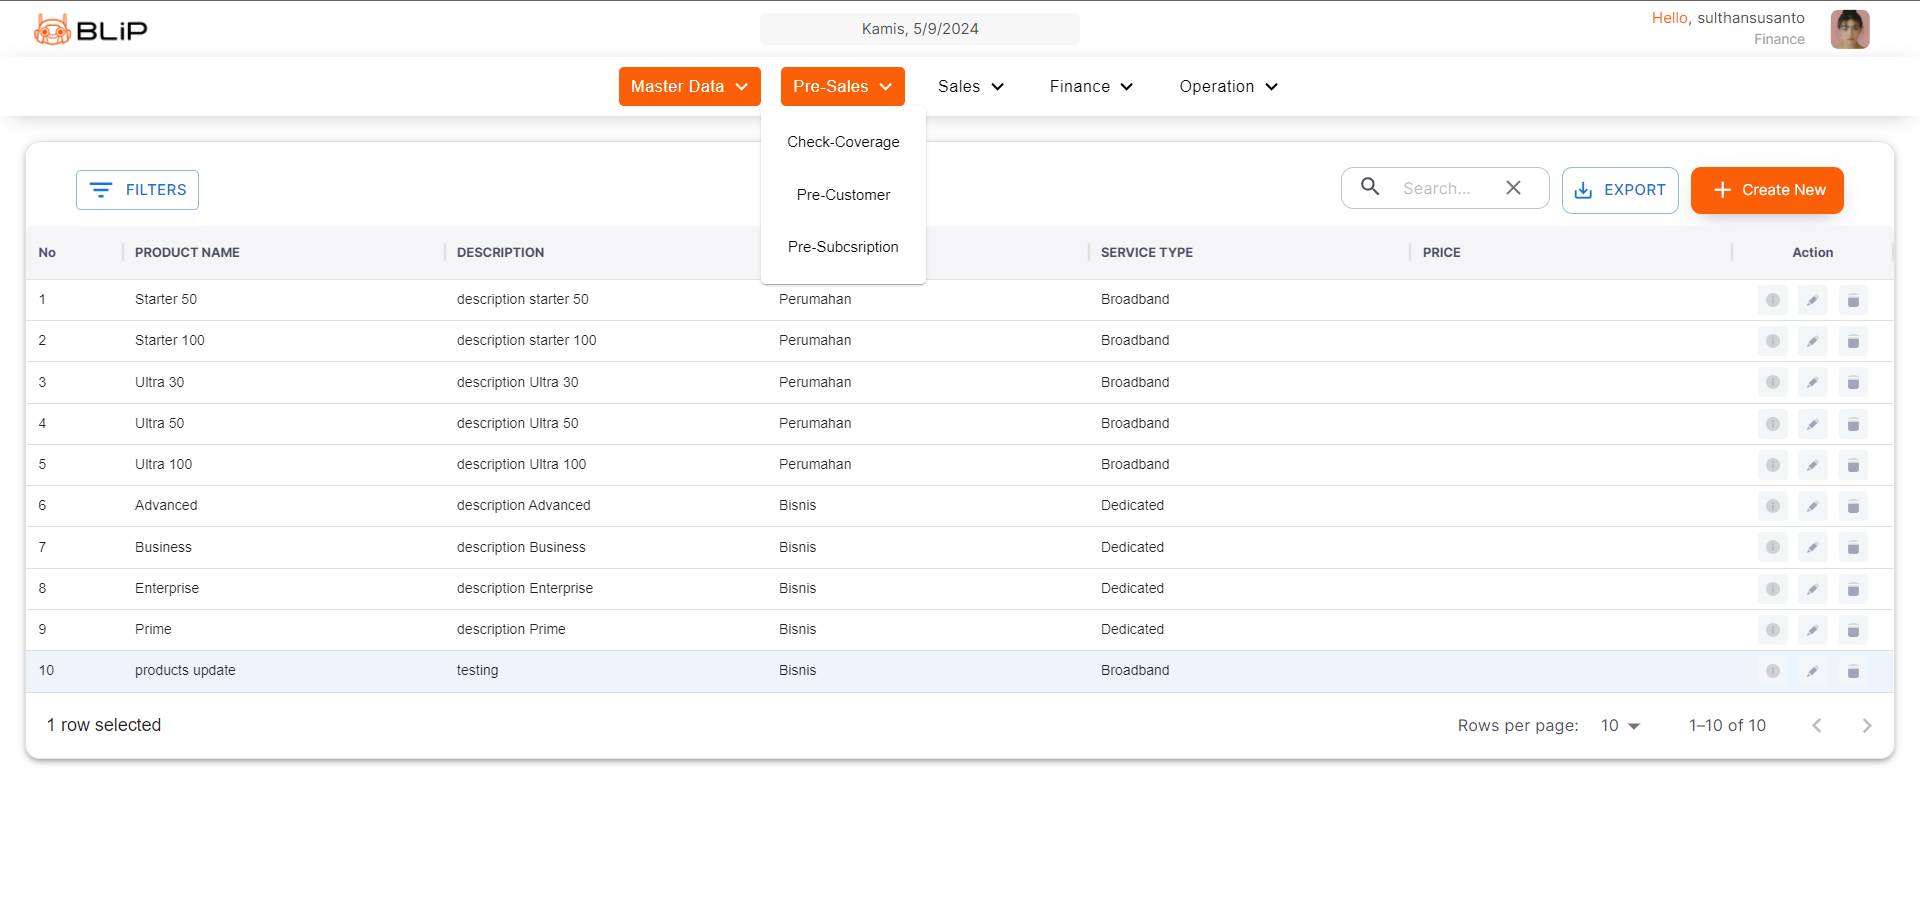 BLiP
Kamis, 5/9/2024
Hello, sulthansusanto
Finance
Master Data
Pre-Sales
Sales
Finance
Operation
Check-Coverage
Pre-Customer
Pre-Subcsription
FILTERS
Search...
EXPORT
Create New
No PRODUCT NAME DESCRIPTION SERVICE TYPE PRICE Action
1 Starter 50 description starter 50 Perumahan Broadband
2 Starter 100 description starter 100 Perumahan Broadband
3 Ultra 30 description Ultra 30 Perumahan Broadband
4 Ultra 50 description Ultra 50 Perumahan Broadband
5 Ultra 100 description Ultra 100 Perumahan Broadband
6 Advanced description Advanced Bisnis Dedicated
7 Business description Business Bisnis Dedicated
8 Enterprise description Enterprise Bisnis Dedicated
9 Prime description Prime Bisnis Dedicated
10 products update testing Bisnis Broadband
1 row selected
Rows per page: 10 1–10 of 10